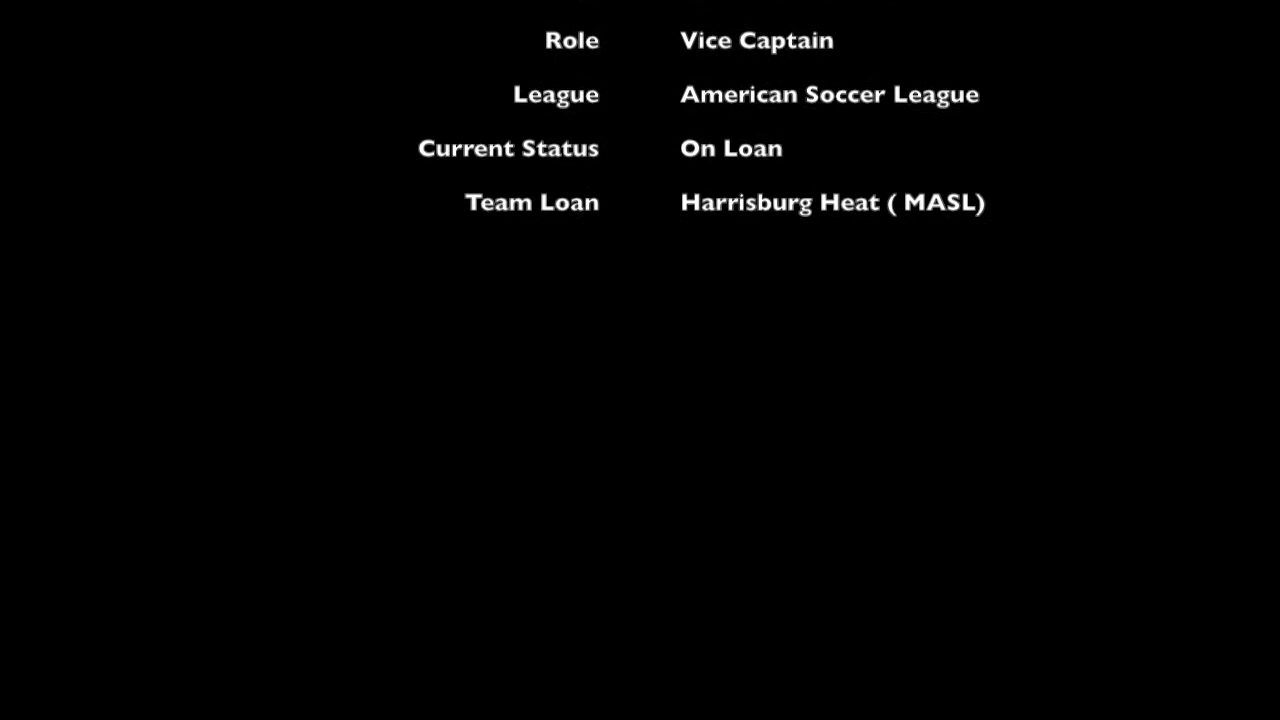 Role Vice Captain
League American Soccer League
Current Status On Loan
Team Loan Harrisburg Heat ( MASL)